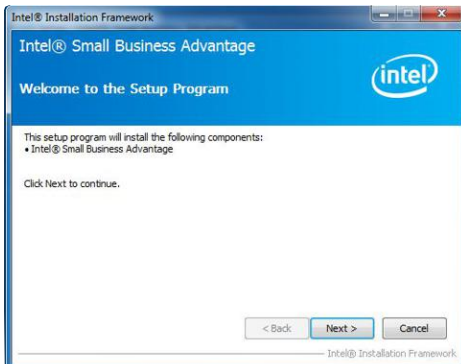 Intel® Installation Framework
Intel® Small Business Advantage
intel
Welcome to the Setup Program
This setup program will install the following components:
• Intel® Small Business Advantage
Click Next to continue.
< Back Next > Cancel
Intel® Installation Framework